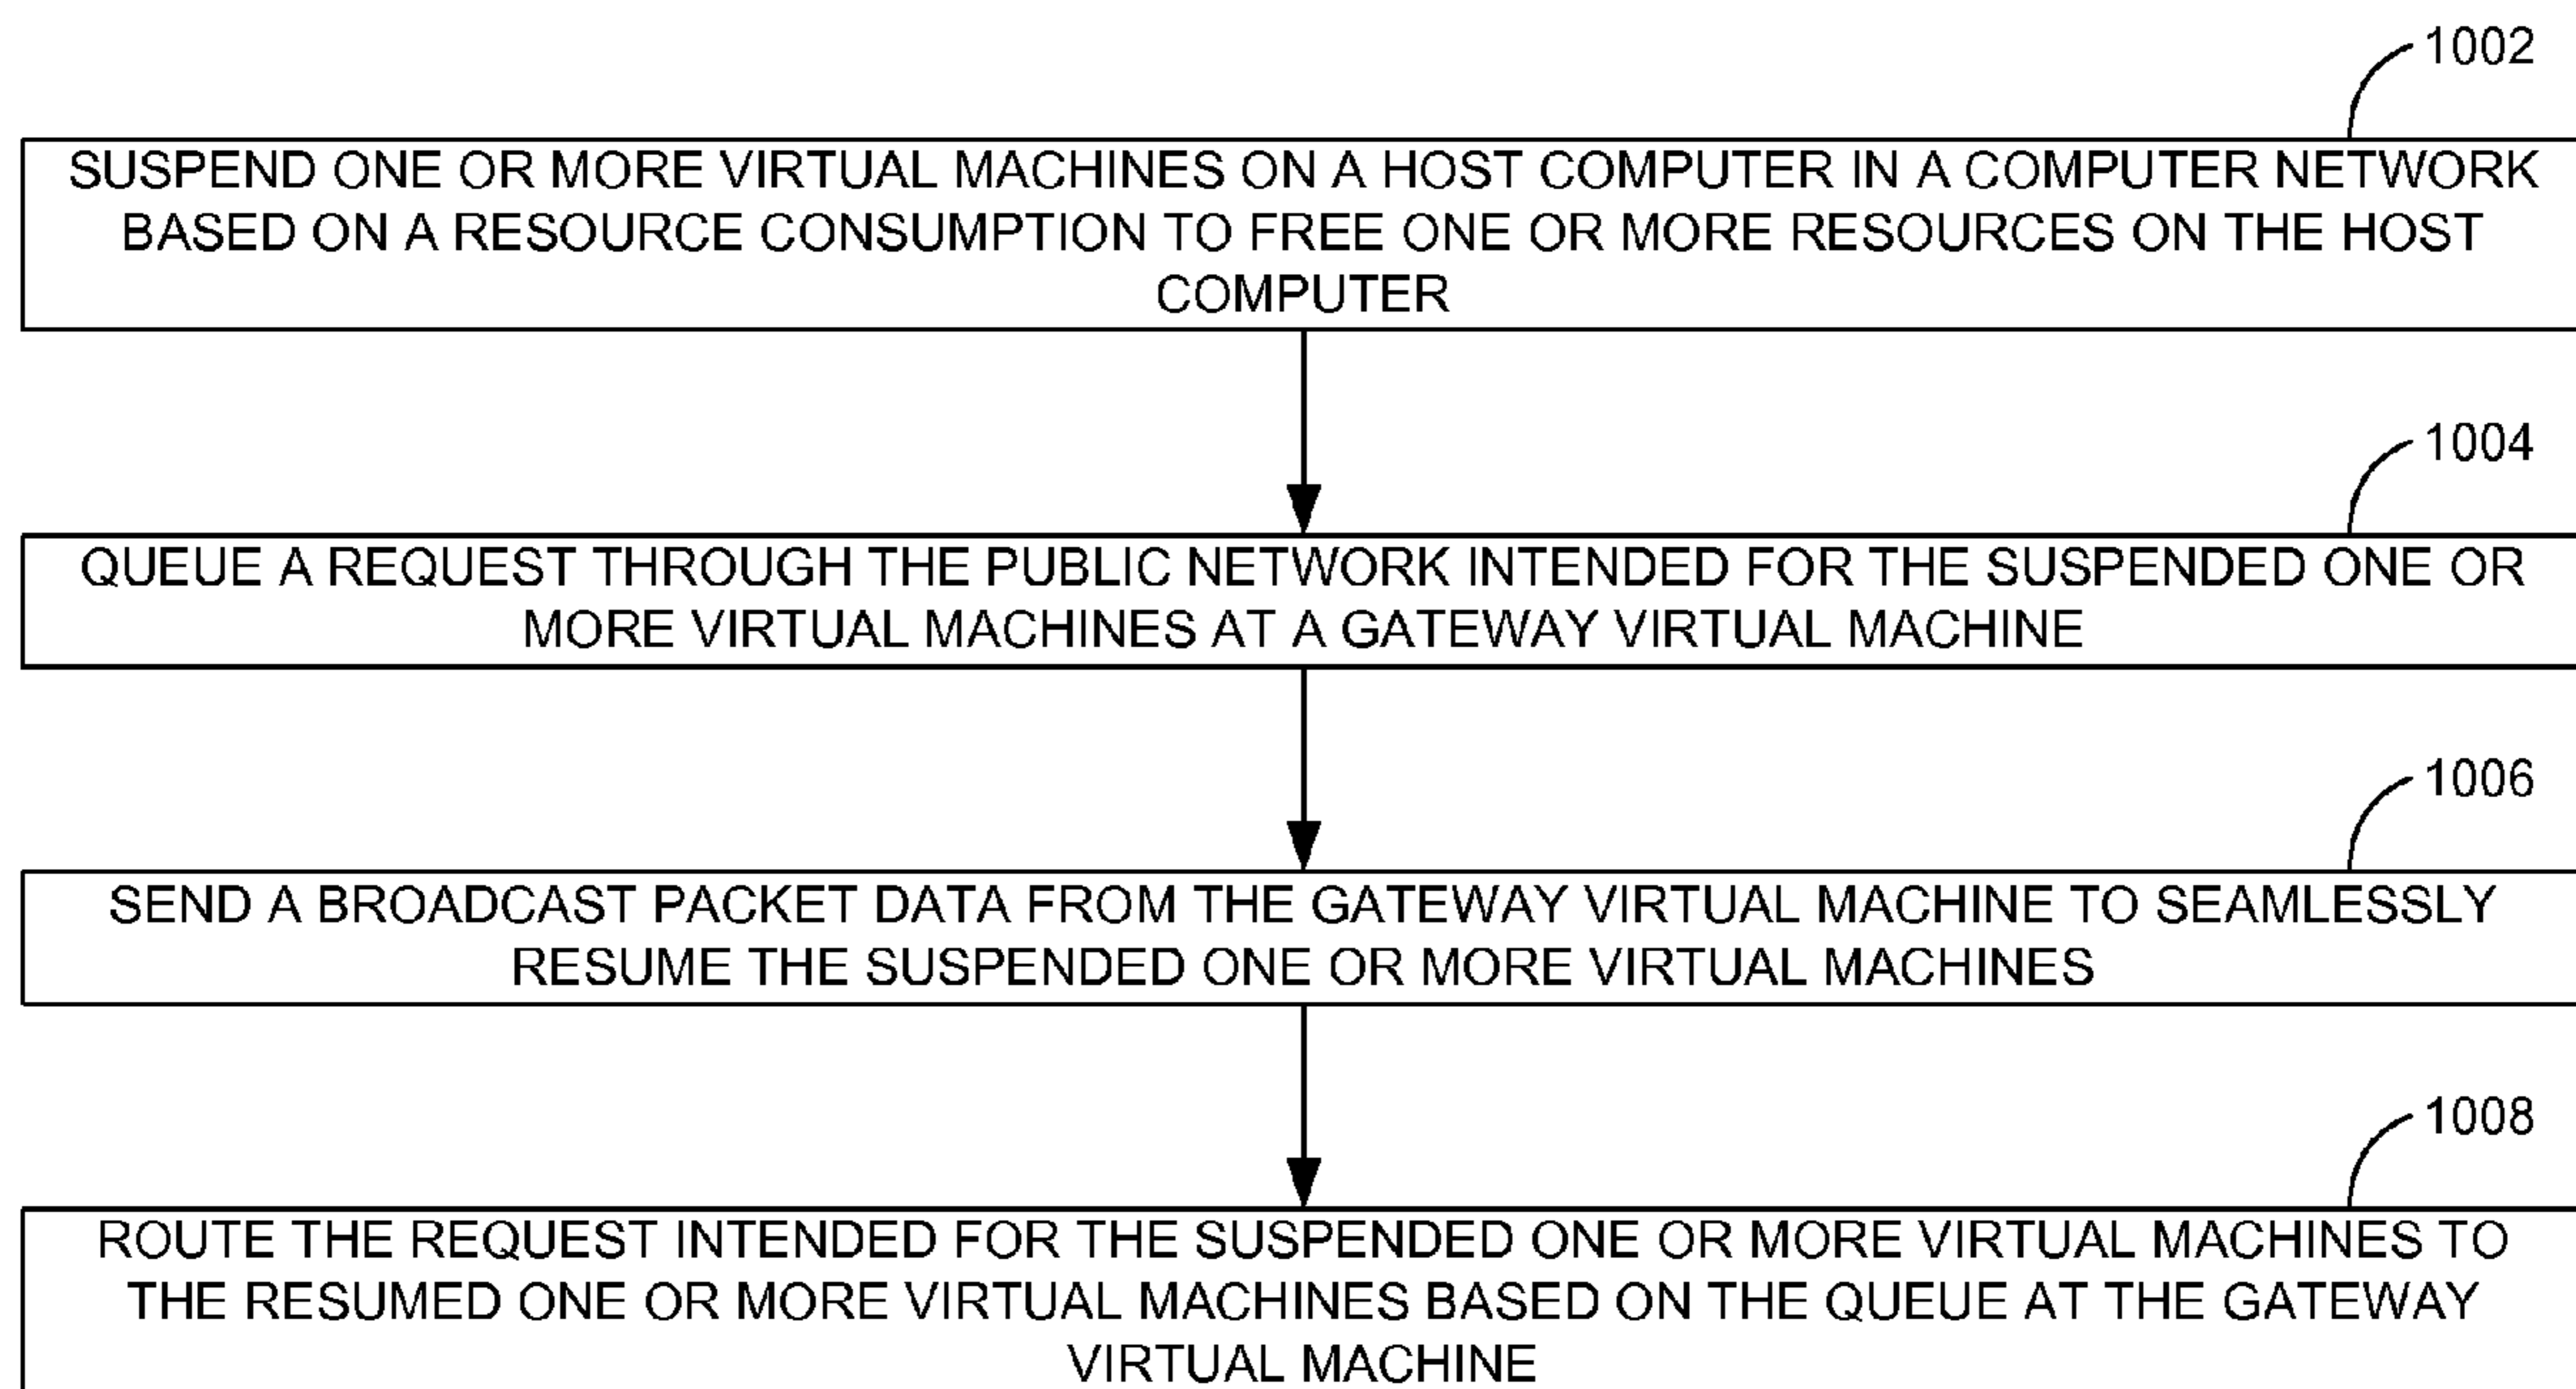 1002
SUSPEND ONE OR MORE VIRTUAL MACHINES ON A HOST COMPUTER IN A COMPUTER NETWORK
BASED ON A RESOURCE CONSUMPTION TO FREE ONE OR MORE RESOURCES ON THE HOST
COMPUTER
1004
QUEUE A REQUEST THROUGH THE PUBLIC NETWORK INTENDED FOR THE SUSPENDED ONE OR
MORE VIRTUAL MACHINES AT A GATEWAY VIRTUAL MACHINE
1006
SEND A BROADCAST PACKET DATA FROM THE GATEWAY VIRTUAL MACHINE TO SEAMLESSLY
RESUME THE SUSPENDED ONE OR MORE VIRTUAL MACHINES
1008
ROUTE THE REQUEST INTENDED FOR THE SUSPENDED ONE OR MORE VIRTUAL MACHINES TO
THE RESUMED ONE OR MORE VIRTUAL MACHINES BASED ON THE QUEUE AT THE GATEWAY
VIRTUAL MACHINE